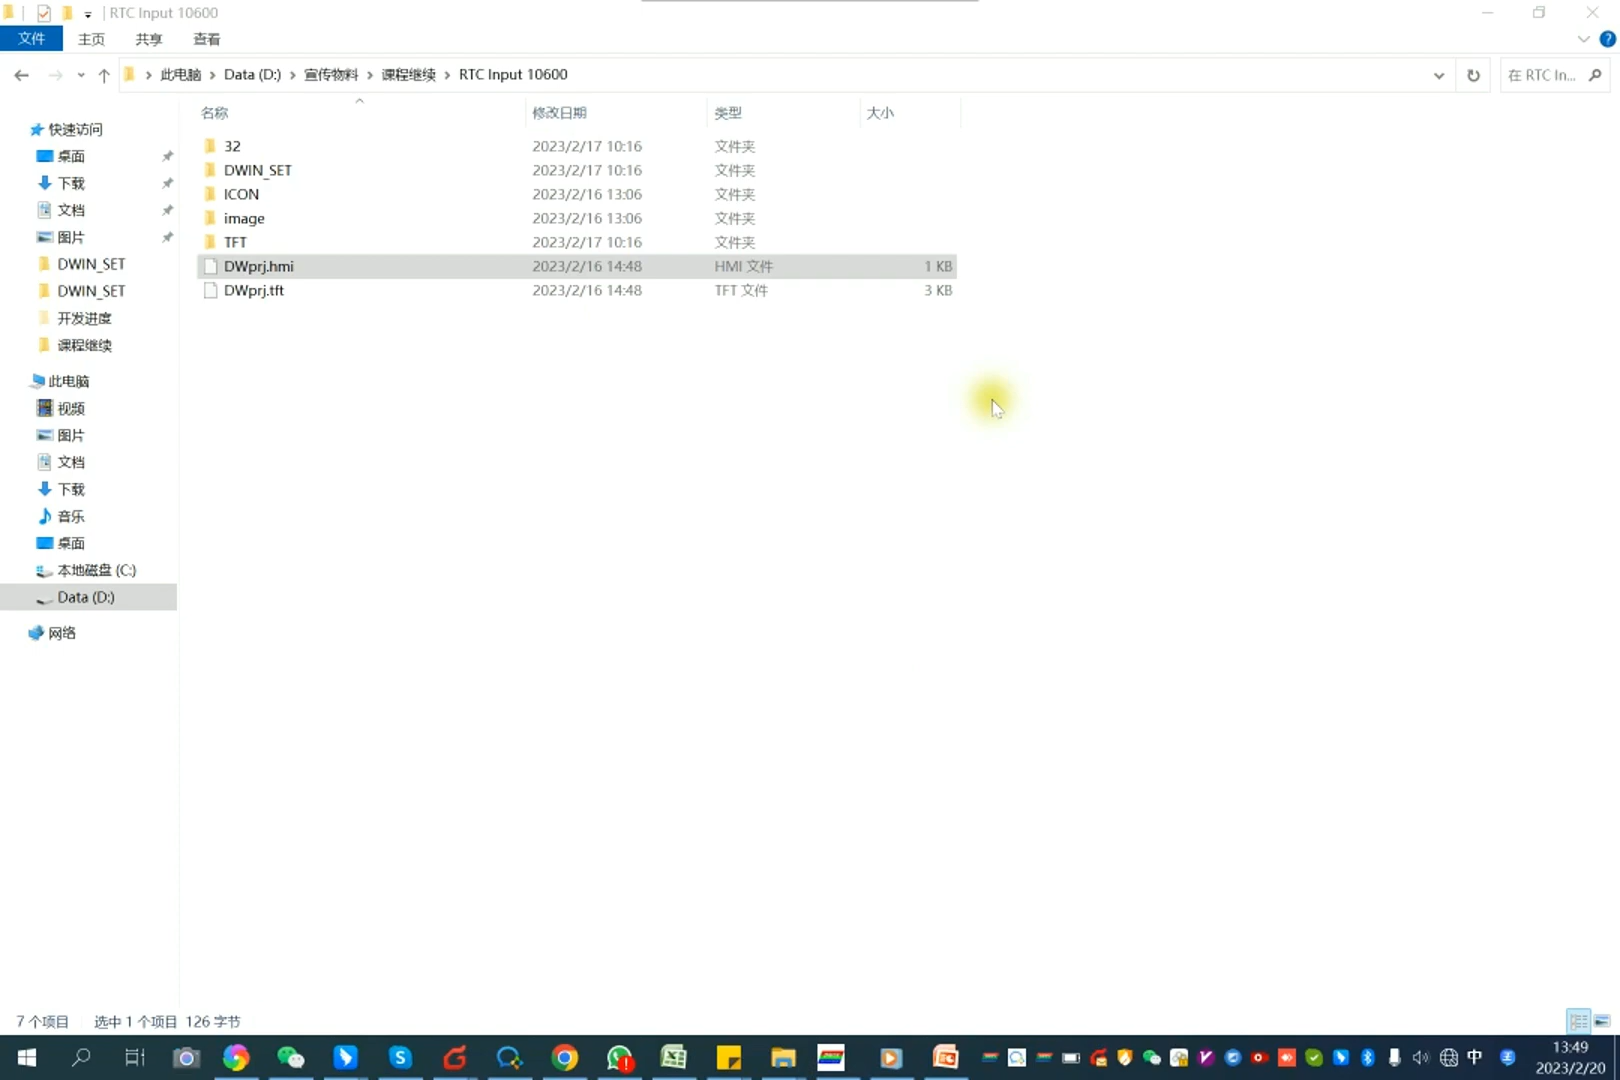 RTC Input 10600
文件 主页 共享 查看
此电脑 Data (D:) 宣传物料 课程继续 RTC Input 10600 在 RTC In...
名称 修改日期 类型 大小
32 2023/2/17 10:16 文件夹
DWIN_SET 2023/2/17 10:16 文件夹
ICON 2023/2/16 13:06 文件夹
image 2023/2/16 13:06 文件夹
TFT 2023/2/17 10:16 文件夹
DWprj.hmi 2023/2/16 14:48 HMI 文件 1 KB
DWprj.tft 2023/2/16 14:48 TFT 文件 3 KB
快速访问
桌面
下载
文档
图片
DWIN_SET
DWIN_SET
开发进度
课程继续
此电脑
视频
图片
文档
下载
音乐
桌面
本地磁盘 (C:)
Data (D:)
网络
7 个项目 选中 1 个项目 126 字节
中
13:49
2023/2/20